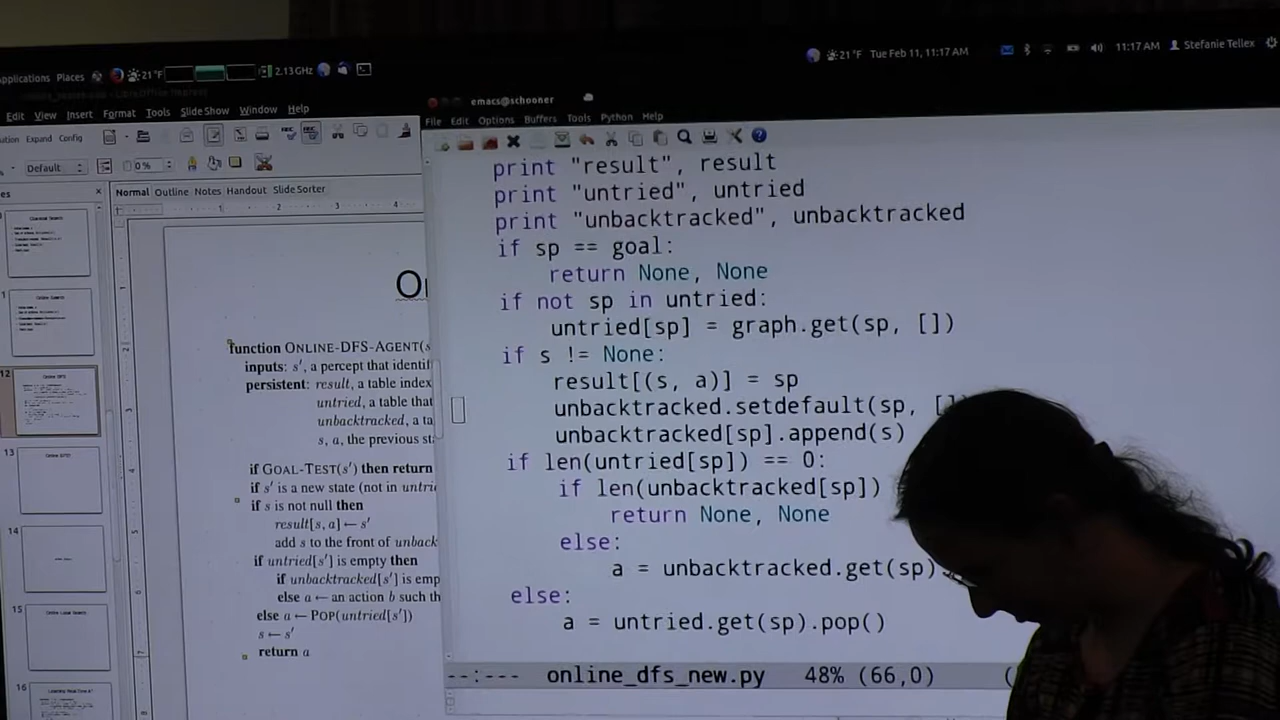 Applications Places 21°F 2.13GHz
21°F Tue Feb 11, 11:17 AM 11:17 AM Stefanie Tellex
Edit View Insert Format Tools Slide Show Window Help
Expand Config
Default 0%
Normal Outline Notes Handout Slide Sorter
12
13
14
15
16
function ONLINE-DFS-AGENT(s
inputs: s′, a percept that identif
persistent: result, a table index
untried, a table that
unbacktracked, a ta
s, a, the previous st
if GOAL-TEST(s′) then return
if s′ is a new state (not in untri
if s is not null then
result[s, a] ← s′
add s to the front of unback
if untried[s′] is empty then
if unbacktracked[s′] is emp
else a ← an action b such th
else a ← POP(untried[s′])
s ← s′
return a
emacs@schooner
File Edit Options Buffers Tools Python Help
print "result", result
print "untried", untried
print "unbacktracked", unbacktracked
if sp == goal:
return None, None
if not sp in untried:
untried[sp] = graph.get(sp, [])
if s != None:
result[(s, a)] = sp
unbacktracked.setdefault(sp, [
unbacktracked[sp].append(s)
if len(untried[sp]) == 0:
if len(unbacktracked[sp])
return None, None
else:
a = unbacktracked.get(sp)
else:
a = untried.get(sp).pop()
--:--- online_dfs_new.py 48% (66,0) (